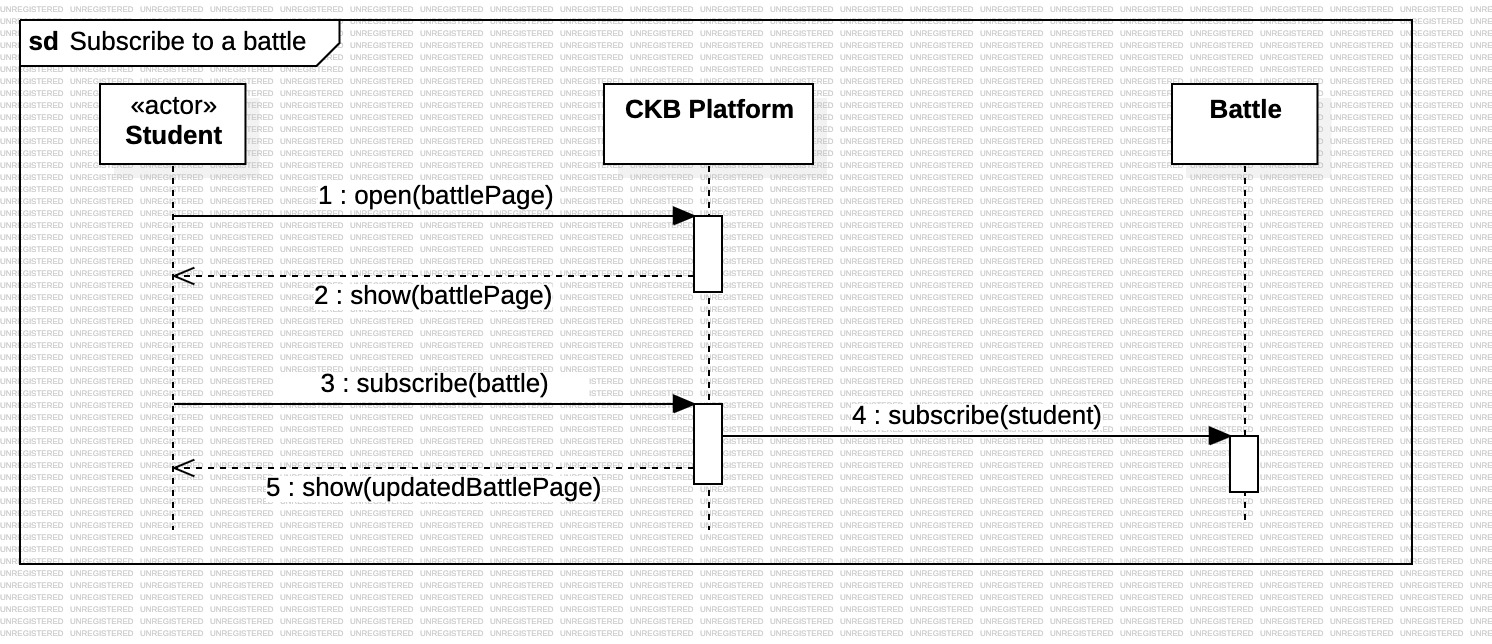 sd Subscribe to a battle
«actor»
Student
CKB Platform
Battle
1 : open(battlePage)
2 : show(battlePage)
3 : subscribe(battle)
4 : subscribe(student)
5 : show(updatedBattlePage)
UNREGISTERED